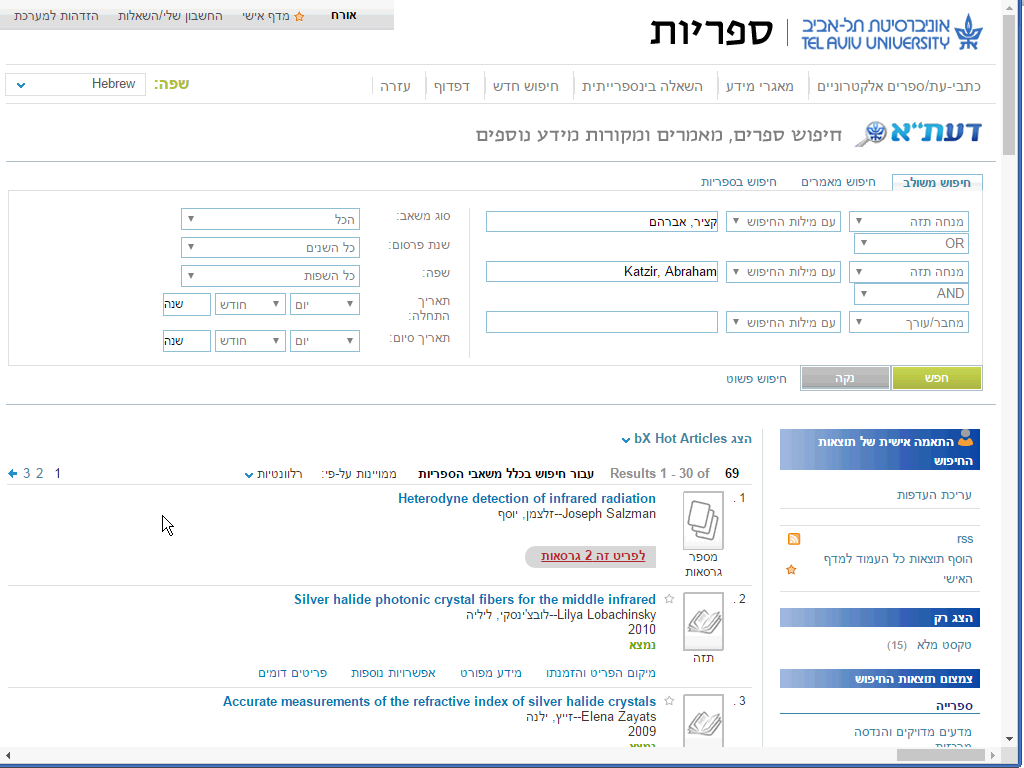 אורח מדף אישי החשבון שלי/השאלות הזדהות למערכת
אוניברסיטת תל-אביב ספריות
TEL AVIV UNIVERSITY
כתבי-עת/ספרים אלקטרוניים מאגרי מידע השאלה בינספרייתית חיפוש חדש דפדוף עזרה שפה: Hebrew
דעת"א חיפוש ספרים, מאמרים ומקורות מידע נוספים
חיפוש משולב חיפוש מאמרים חיפוש בספריות
מנחה תזה עם מילות החיפוש קציר, אברהם
OR
מנחה תזה עם מילות החיפוש Katzir, Abraham
AND
מחבר/עורך עם מילות החיפוש
סוג משאב: הכל
שנת פרסום: כל השנים
שפה: כל השפות
תאריך התחלה: יום חודש שנה
תאריך סיום: יום חודש שנה
חפש נקה חיפוש פשוט
התאמה אישית של תוצאות
החיפוש
עריכת העדפות
rss
הוסף תוצאות כל העמוד למדף
האישי
הצג רק
טקסט מלא (15)
צמצום תוצאות החיפוש
ספרייה
מדעים מדויקים והנדסה
הצג bX Hot Articles
69 Results 1 - 30 of עבור חיפוש בכלל משאבי הספריות ממויינות על-פי: רלוונטיות 1 2 3
1. Heterodyne detection of infrared radiation
Joseph Salzman--זלצמן, יוסף
לפריט זה 2 גרסאות
מספר
גרסאות
2. Silver halide photonic crystal fibers for the middle infrared
Lilya Lobachinsky--לובצ'ינסקי, ליליה
2010
נמצא
תזה
מיקום הפריט והזמנתו מידע מפורט אפשרויות נוספות פריטים דומים
3. Accurate measurements of the refractive index of silver halide crystals
Elena Zayats--זייץ, ילנה
2009
נמצא